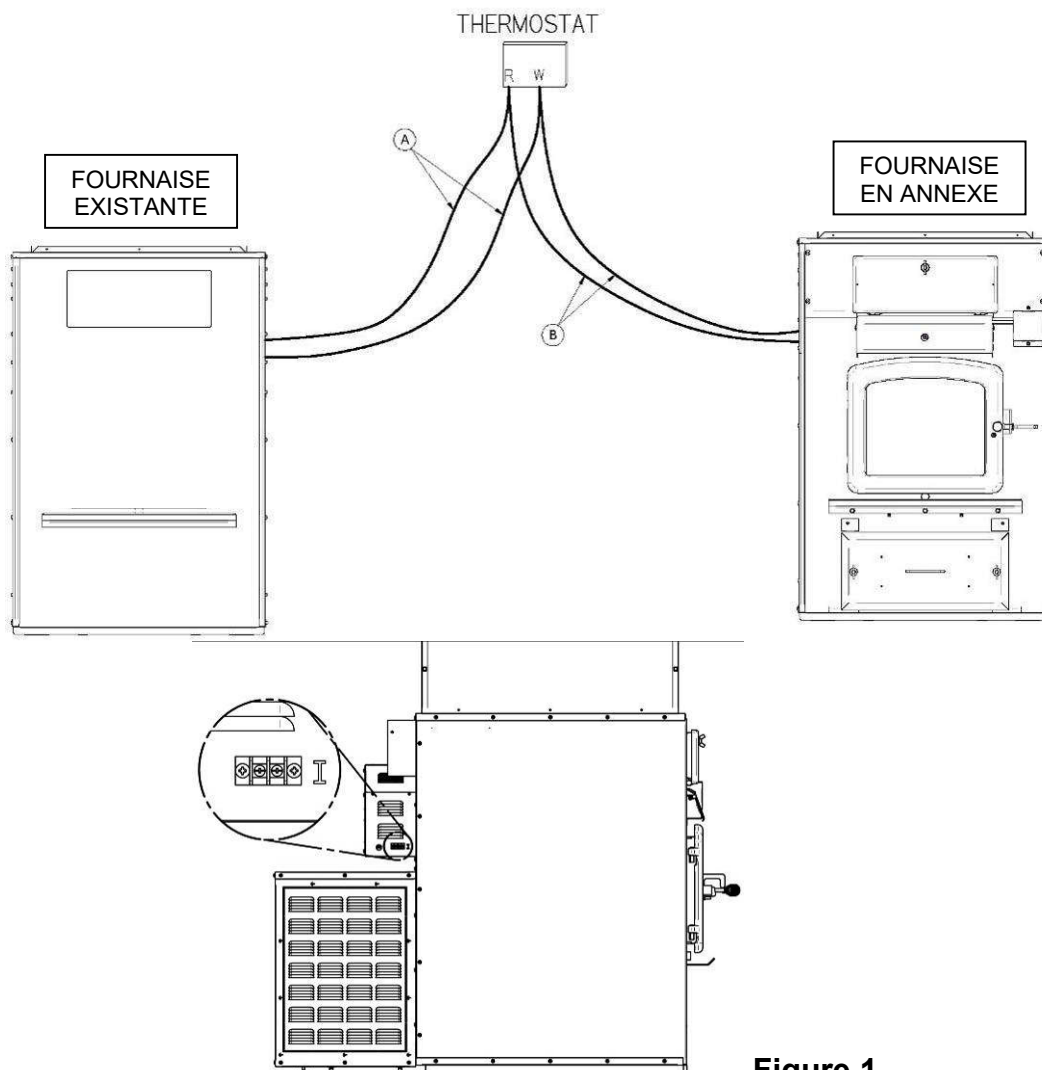 THERMOSTAT
R W
A
FOURNAISE
EXISTANTE
FOURNAISE
EN ANNEXE
B
I
I
Figure 1